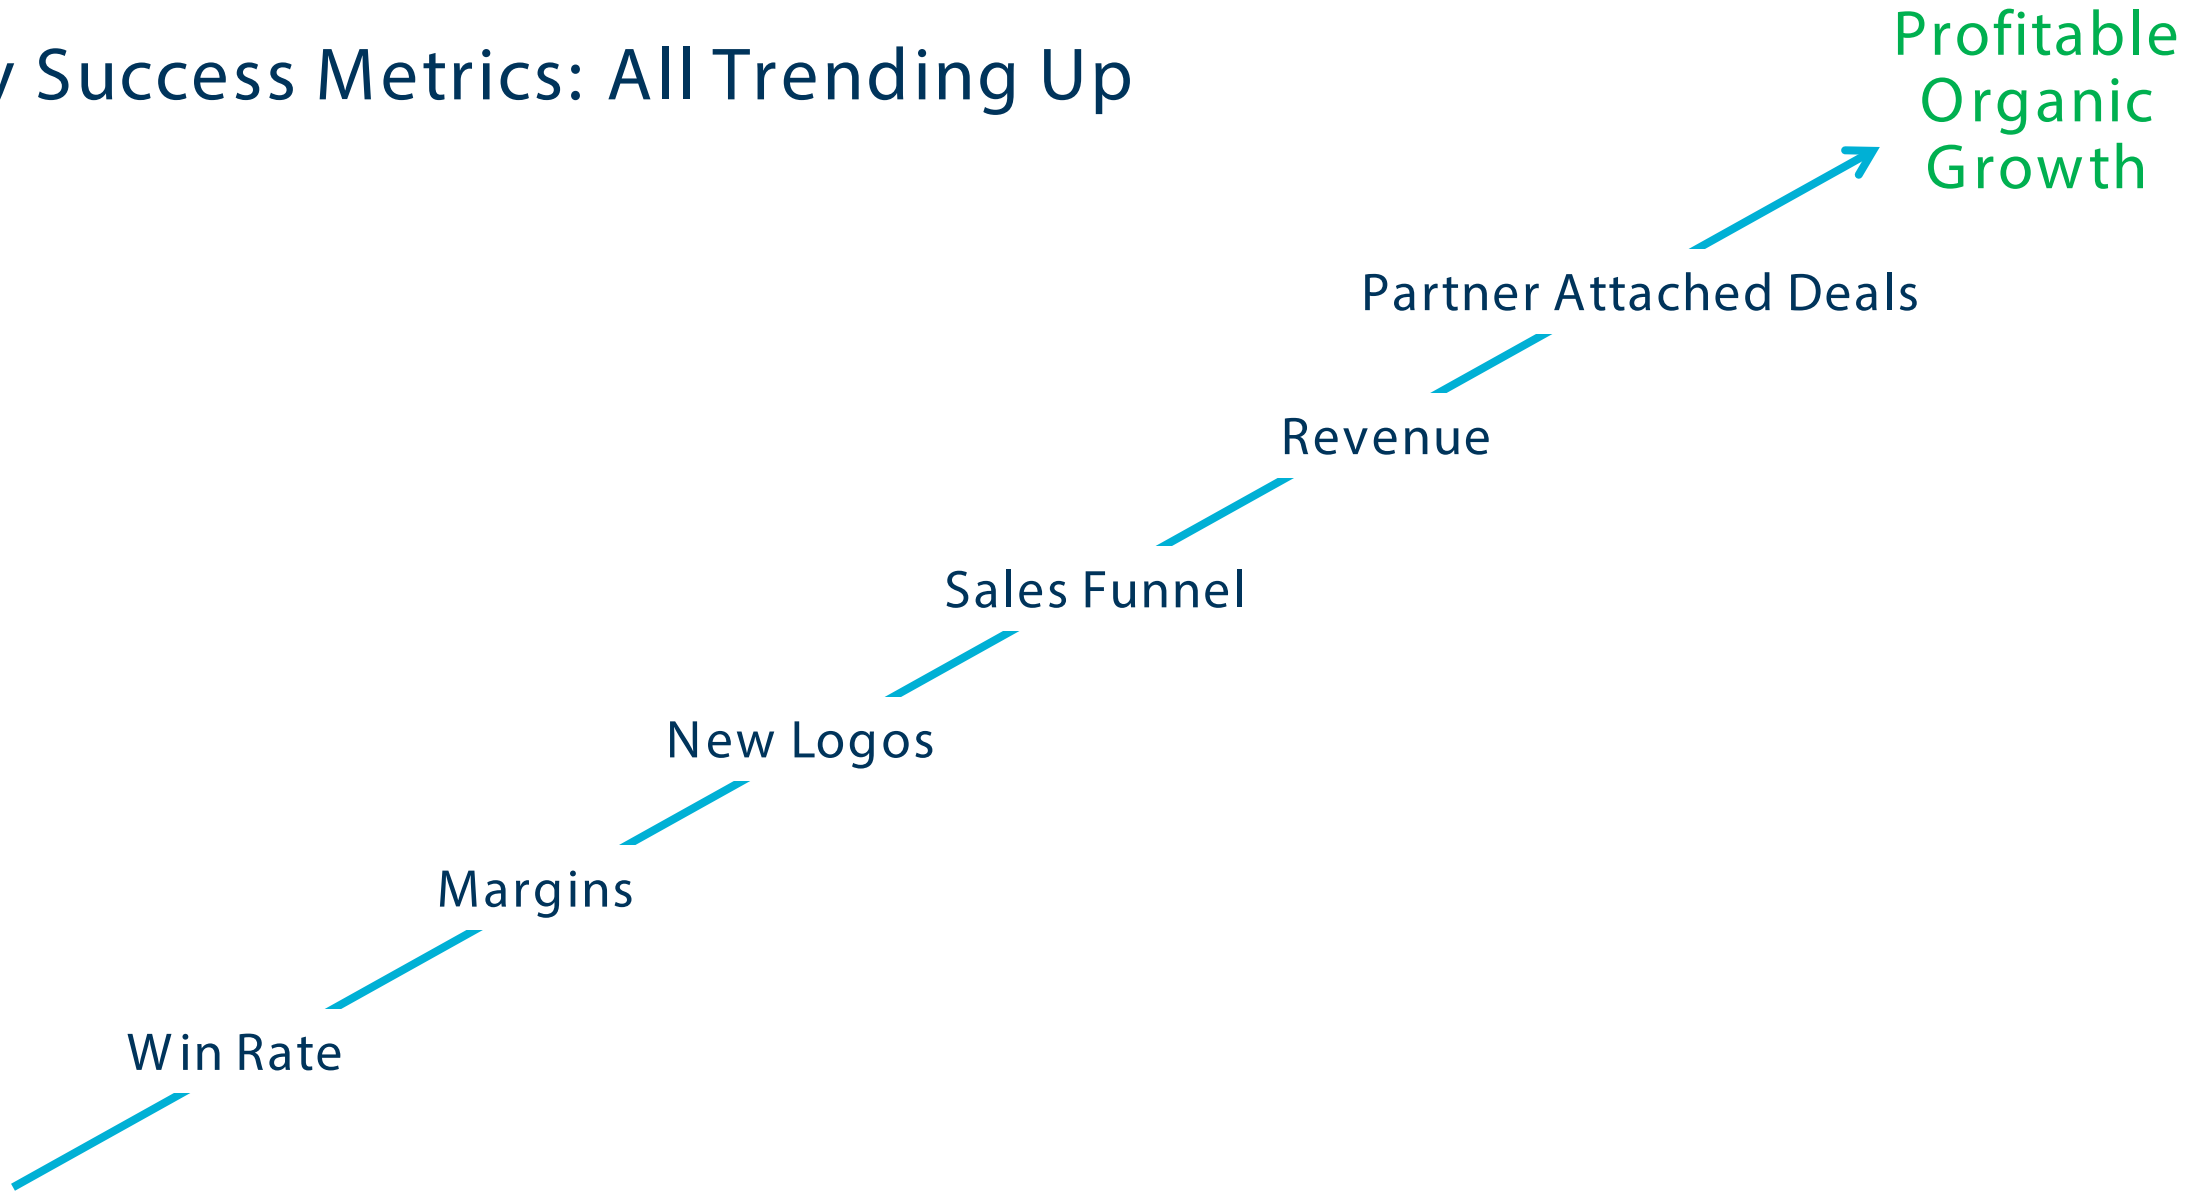 y Success Metrics: All Trending Up
Profitable
Organic
Growth
Partner Attached Deals
Revenue
Sales Funnel
New Logos
Margins
Win Rate